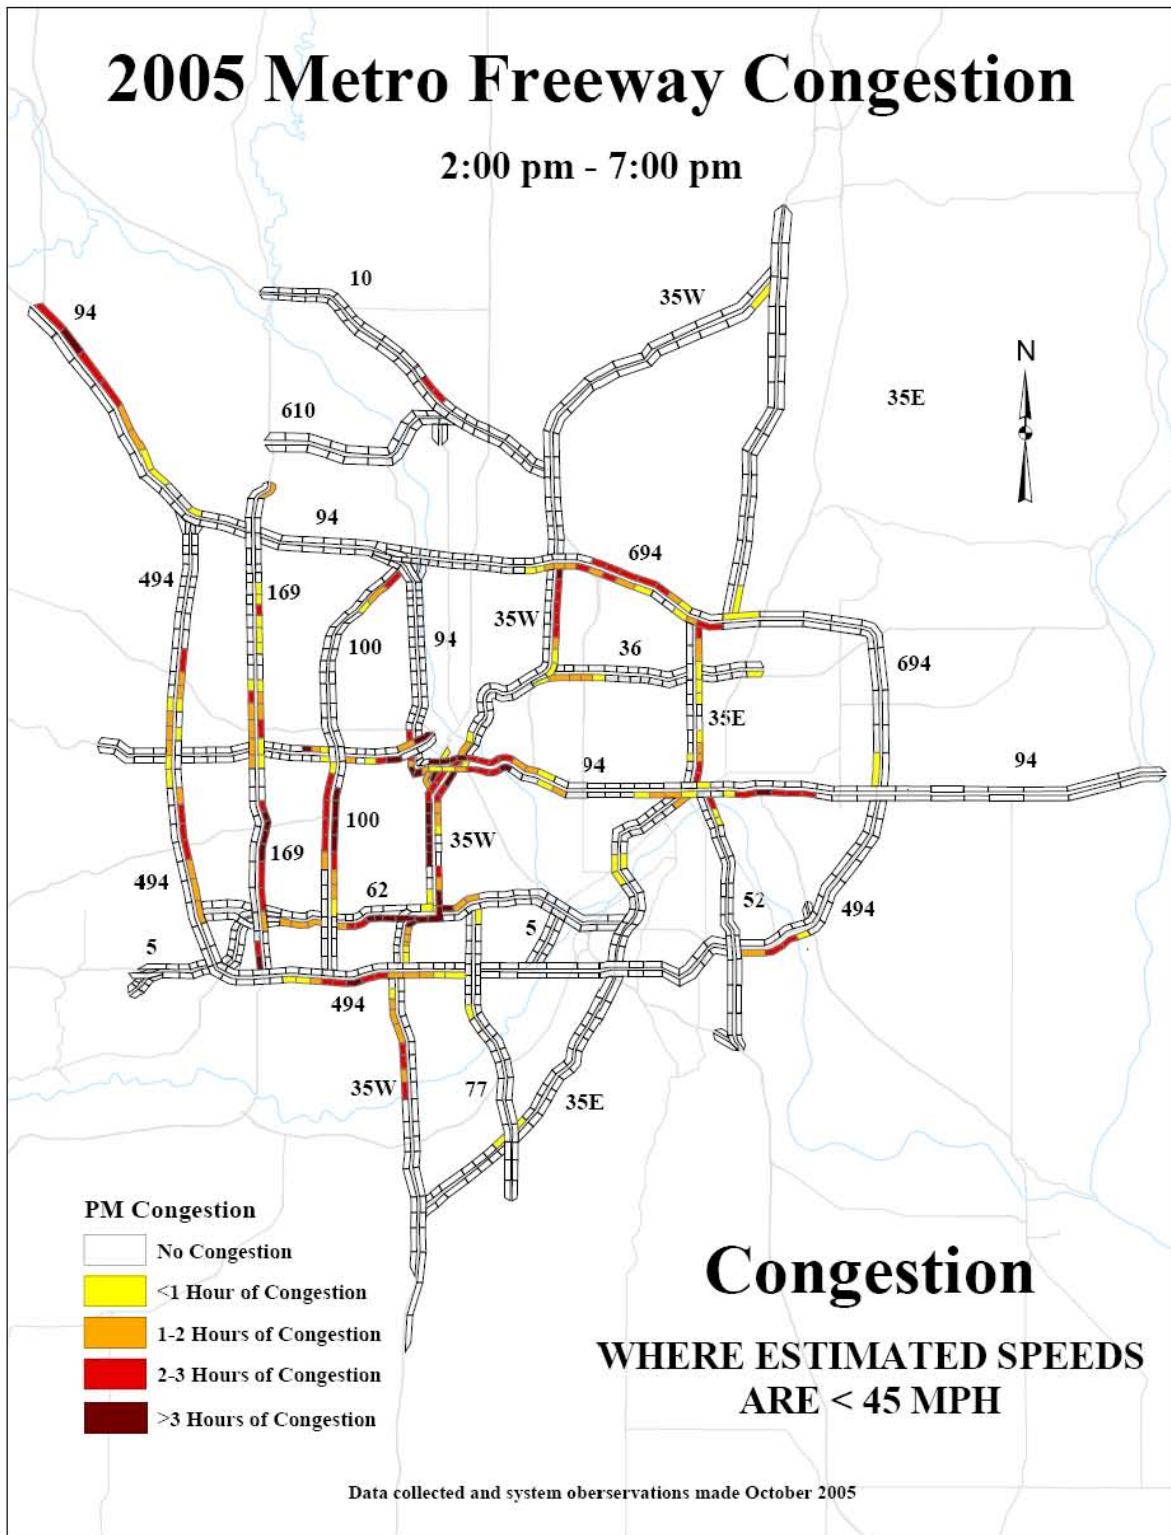 2005 Metro Freeway Congestion
2:00 pm - 7:00 pm
10
35W
94
N
35E
610
94
694
494
169
35W
94
100
36
694
35E
94
94
100
35W
169
62
494
52
494
5
5
494
35W
77
35E
PM Congestion
No Congestion
<1 Hour of Congestion
1-2 Hours of Congestion
2-3 Hours of Congestion
>3 Hours of Congestion
Congestion
WHERE ESTIMATED SPEEDS
ARE < 45 MPH
Data collected and system oberservations made October 2005